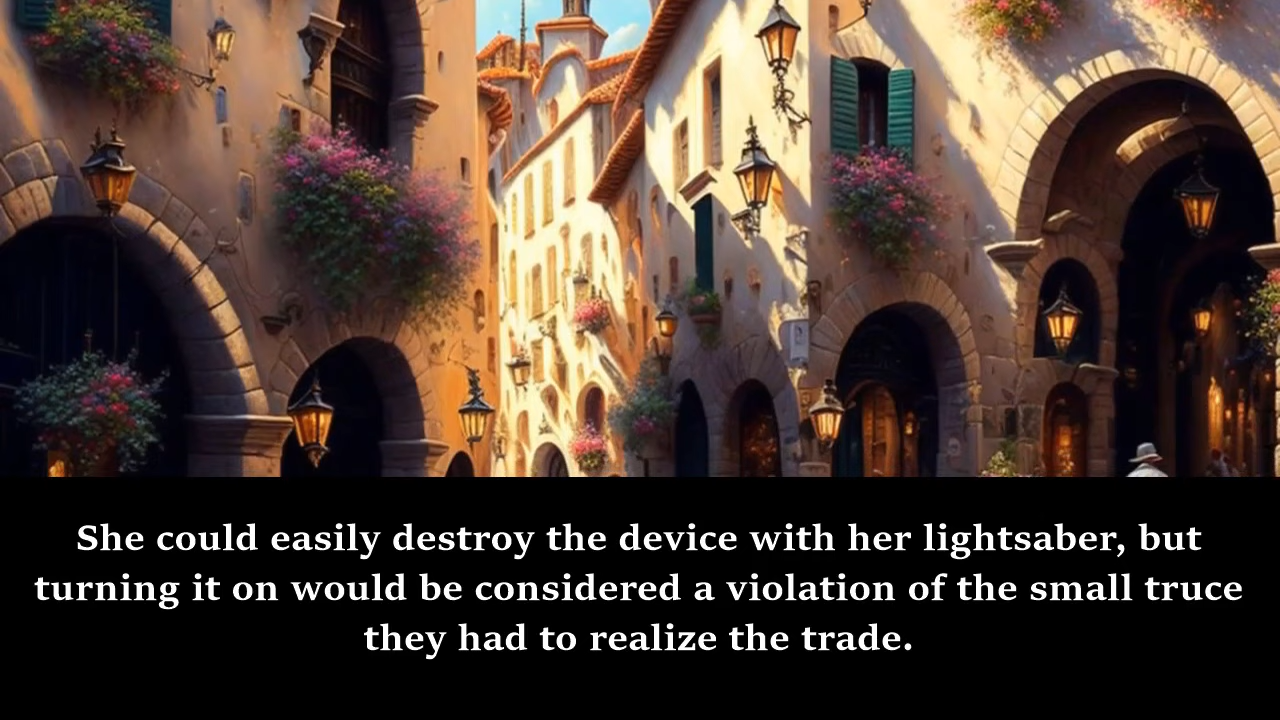 She could easily destroy the device with her lightsaber, but
turning it on would be considered a violation of the small truce
they had to realize the trade.